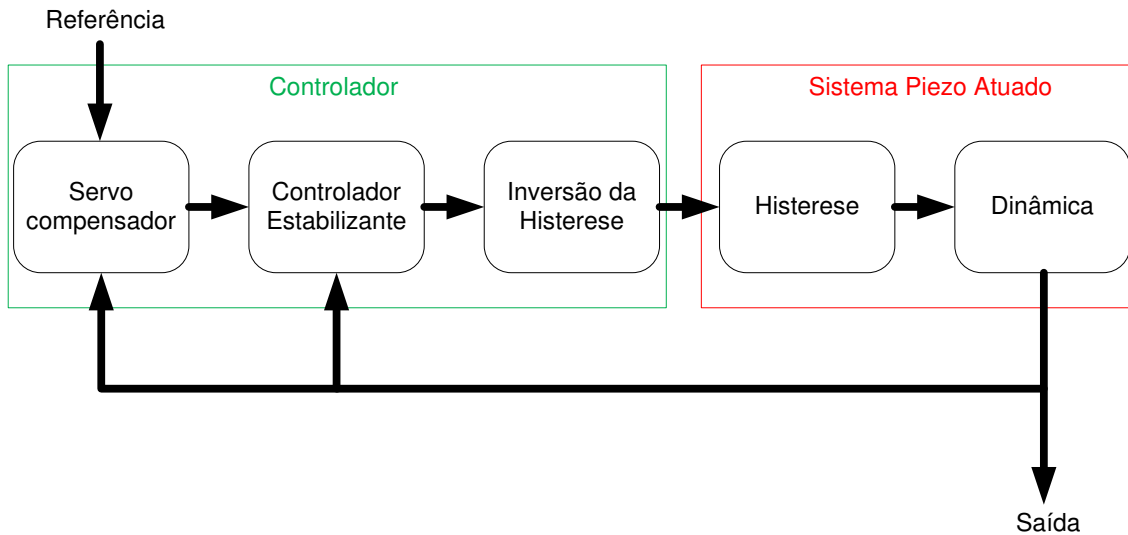 Referência
Controlador
Sistema Piezo Atuado
Servo
compensador
Controlador
Estabilizante
Inversão da
Histerese
Histerese
Dinâmica
Saída